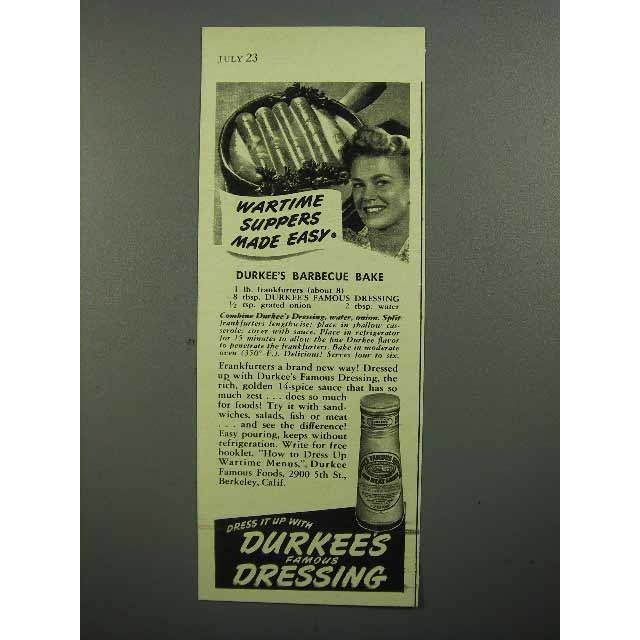 JULY 23
WARTIME
SUPPERS
MADE EASY.
DURKEE'S BARBECUE BAKE
1 lb. frankfurters (about 8)
8 tbsp. DURKEE'S FAMOUS DRESSING
½ tsp. grated onion 2 tbsp. water
Combine Durkee's Dressing, water, onion. Split
frankfurters lengthwise; place in shallow cas-
serole; cover with sauce. Place in refrigerator
for 15 minutes to allow the fine Durkee flavor
to penetrate the frankfurters. Bake in moderate
oven (350° F.). Delicious! Serves four to six.
Frankfurters a brand new way! Dressed
up with Durkee's Famous Dressing, the
rich, golden 14-spice sauce that has so
much zest . . . does so much
for foods! Try it with sand-
wiches, salads, fish or meat
. . . and see the difference!
Easy pouring, keeps without
refrigeration. Write for free
booklet, "How to Dress Up
Wartime Menus," Durkee
Famous Foods, 2900 5th St.,
Berkeley, Calif.
DRESS IT UP WITH
DURKEE'S
FAMOUS
DRESSING